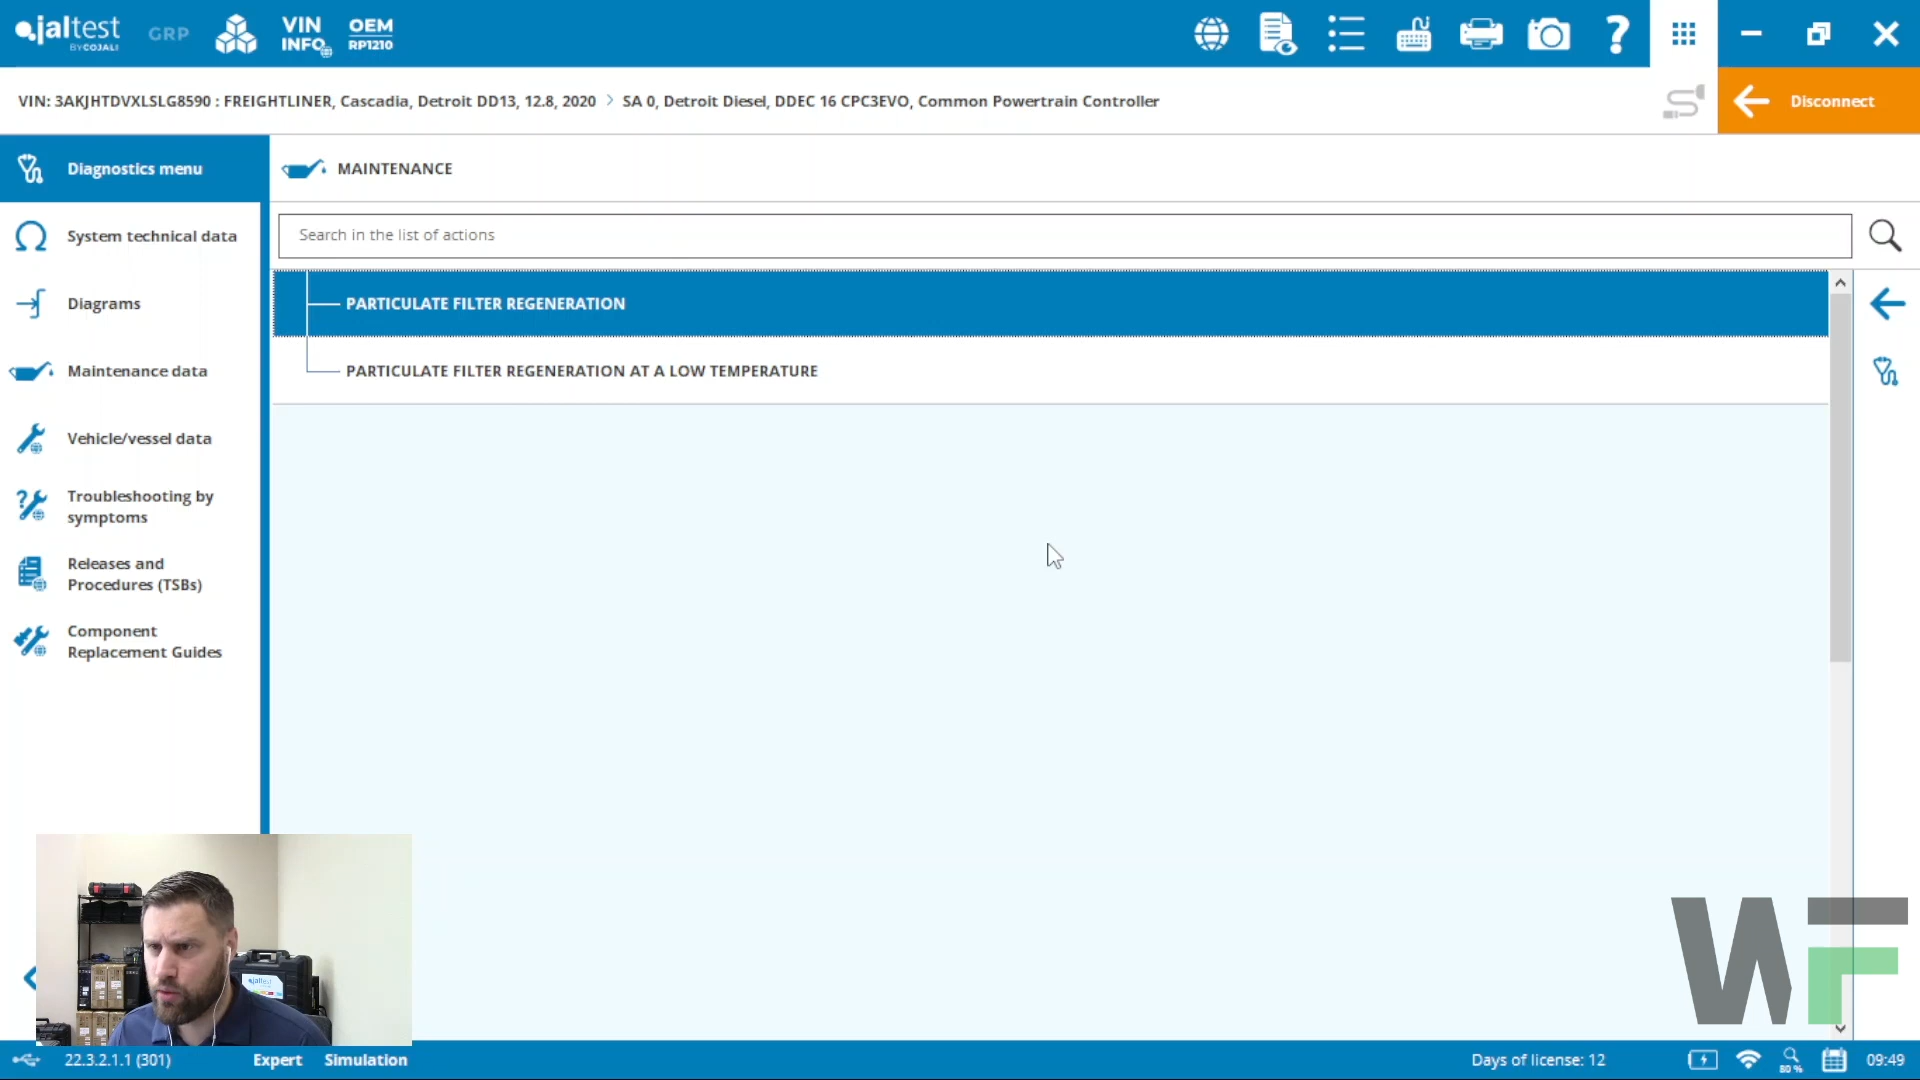 jaltest
BY COJALI
GRP
VIN
INFO
OEM
RP1210
VIN: 3AKJHTDVXLSLG8590 : FREIGHTLINER, Cascadia, Detroit DD13, 12.8, 2020 > SA 0, Detroit Diesel, DDEC 16 CPC3EVO, Common Powertrain Controller
Disconnect
Diagnostics menu
MAINTENANCE
System technical data
Search in the list of actions
Diagrams
PARTICULATE FILTER REGENERATION
Maintenance data
PARTICULATE FILTER REGENERATION AT A LOW TEMPERATURE
Vehicle/vessel data
Troubleshooting by
symptoms
Releases and
Procedures (TSBs)
Component
Replacement Guides
jaltest
WF
22.3.2.1.1 (301)
Expert
Simulation
Days of license: 12
80 %
09:49